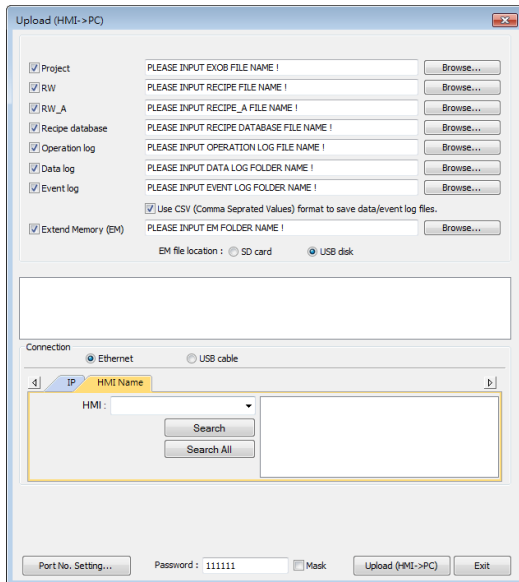 Upload (HMI->PC)
Project PLEASE INPUT EXOB FILE NAME ! Browse...
RW PLEASE INPUT RECIPE FILE NAME ! Browse...
RW_A PLEASE INPUT RECIPE_A FILE NAME ! Browse...
Recipe database PLEASE INPUT RECIPE DATABASE FILE NAME ! Browse...
Operation log PLEASE INPUT OPERATION LOG FILE NAME ! Browse...
Data log PLEASE INPUT DATA LOG FOLDER NAME ! Browse...
Event log PLEASE INPUT EVENT LOG FOLDER NAME ! Browse...
Use CSV (Comma Seprated Values) format to save data/event log files.
Extend Memory (EM) PLEASE INPUT EM FOLDER NAME ! Browse...
EM file location : SD card USB disk
Connection
Ethernet USB cable
IP HMI Name
HMI :
Search
Search All
Port No. Setting... Password : 111111 Mask Upload (HMI->PC) Exit